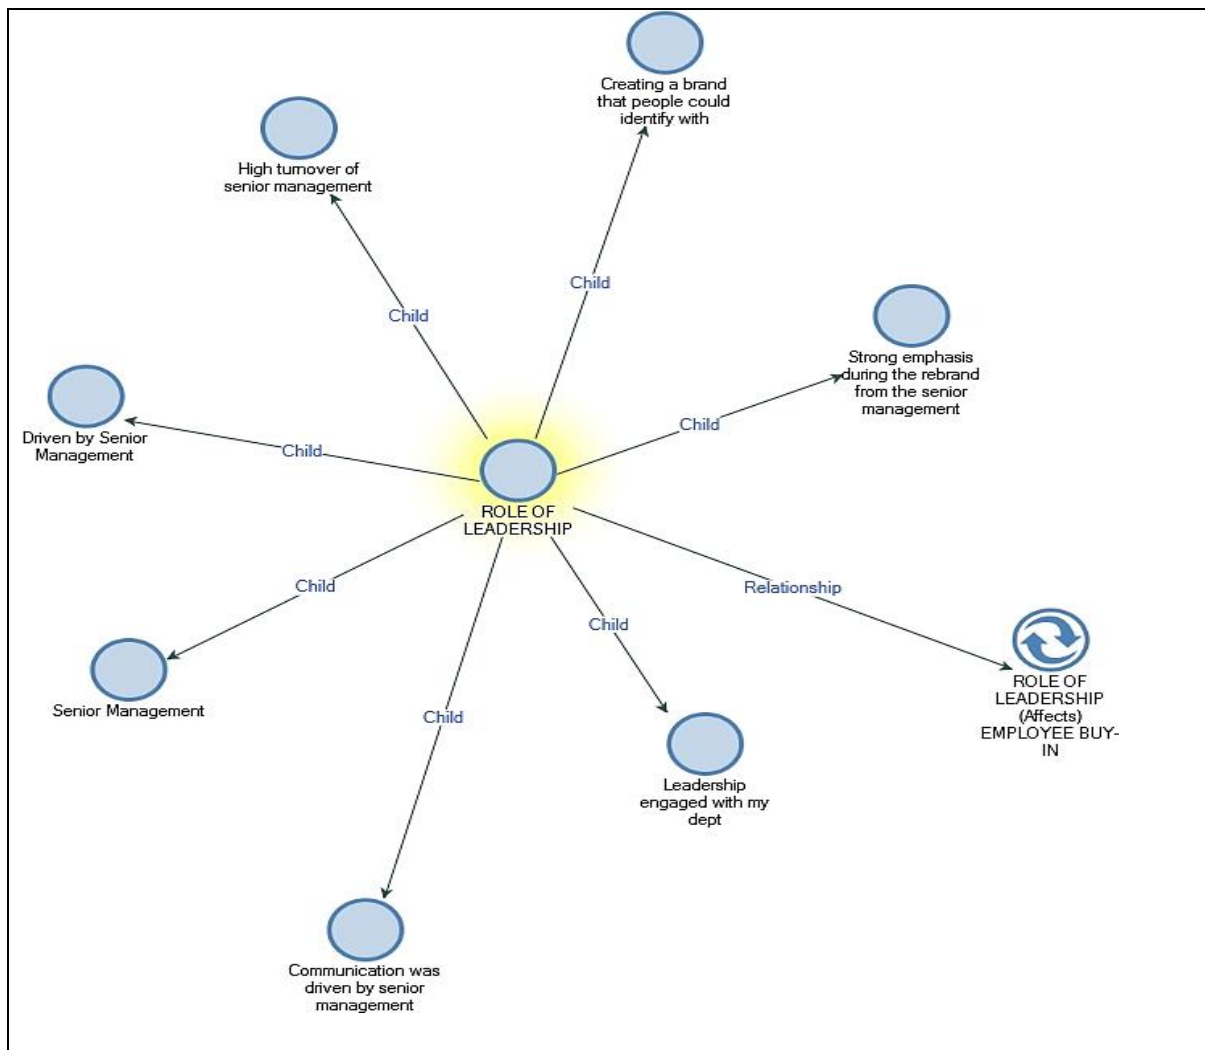 Creating a brand
that people could
identify with
High turnover of
senior management
Child
Child
Strong emphasis
during the rebrand
from the senior
management
Child
Driven by Senior
Management
Child
ROLE OF
LEADERSHIP
Child
Relationship
Child
Senior Management
ROLE OF
LEADERSHIP
(Affects)
EMPLOYEE BUY-
IN
Child
Leadership
engaged with my
dept
Communication was
driven by senior
management